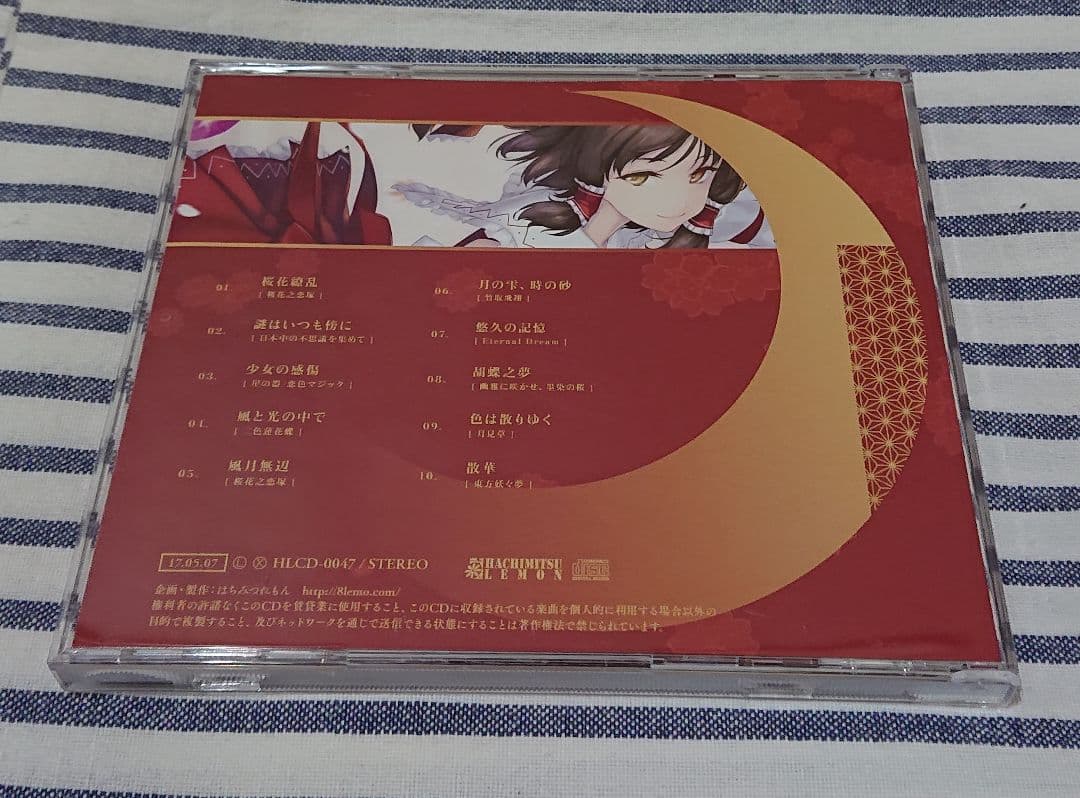 01. 桜花繚乱
[ 桜花之恋塚 ]
02. 謎はいつも傍に
[ 日本中の不思議を集めて ]
03. 少女の感傷
[ 星の器 恋色マジック ]
04. 風と光の中で
[ 二色蓮花蝶 ]
05. 風月無辺
[ 桜花之恋塚 ]
06. 月の雫、時の砂
[ 竹取飛翔 ]
07. 悠久の記憶
[ Eternal Dream ]
08. 胡蝶之夢
[ 幽雅に咲かせ、墨染の桜 ]
09. 色は散りゆく
[ 月見草 ]
10. 散華
[ 東方妖々夢 ]
17.05.07 Ⓛ Ⓧ HLCD-0047 / STEREO
HACHIMITSU
LEMON
COMPACT
disc
DIGITAL AUDIO
企画・製作：はちみつれもん http://8lemo.com/
権利者の許諾なくこのCDを賃貸業に使用すること、このCDに収録されている楽曲を個人的に利用する場合以外の
目的で複製すること、及びネットワークを通じて送信できる状態にすることは著作権法で禁じられています。